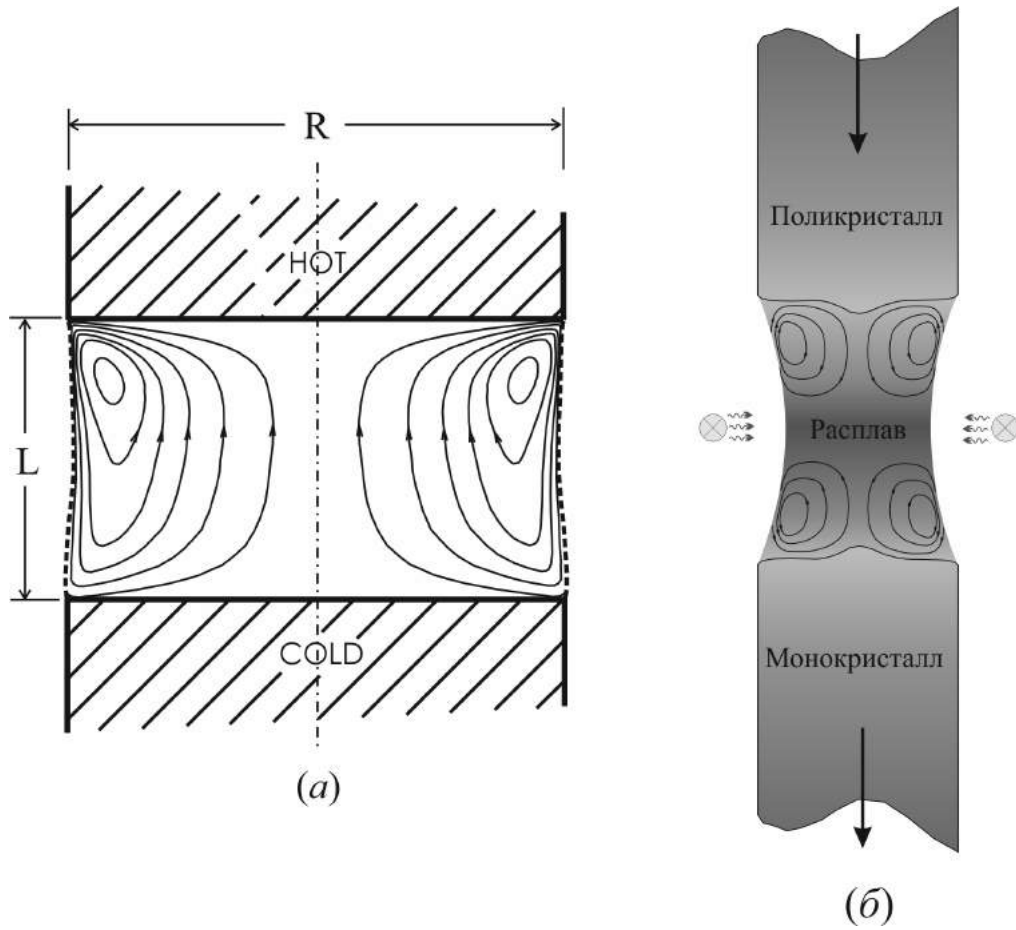 R
HOT
L
COLD
(а)
Поликристалл
Расплав
Монокристалл
(б)